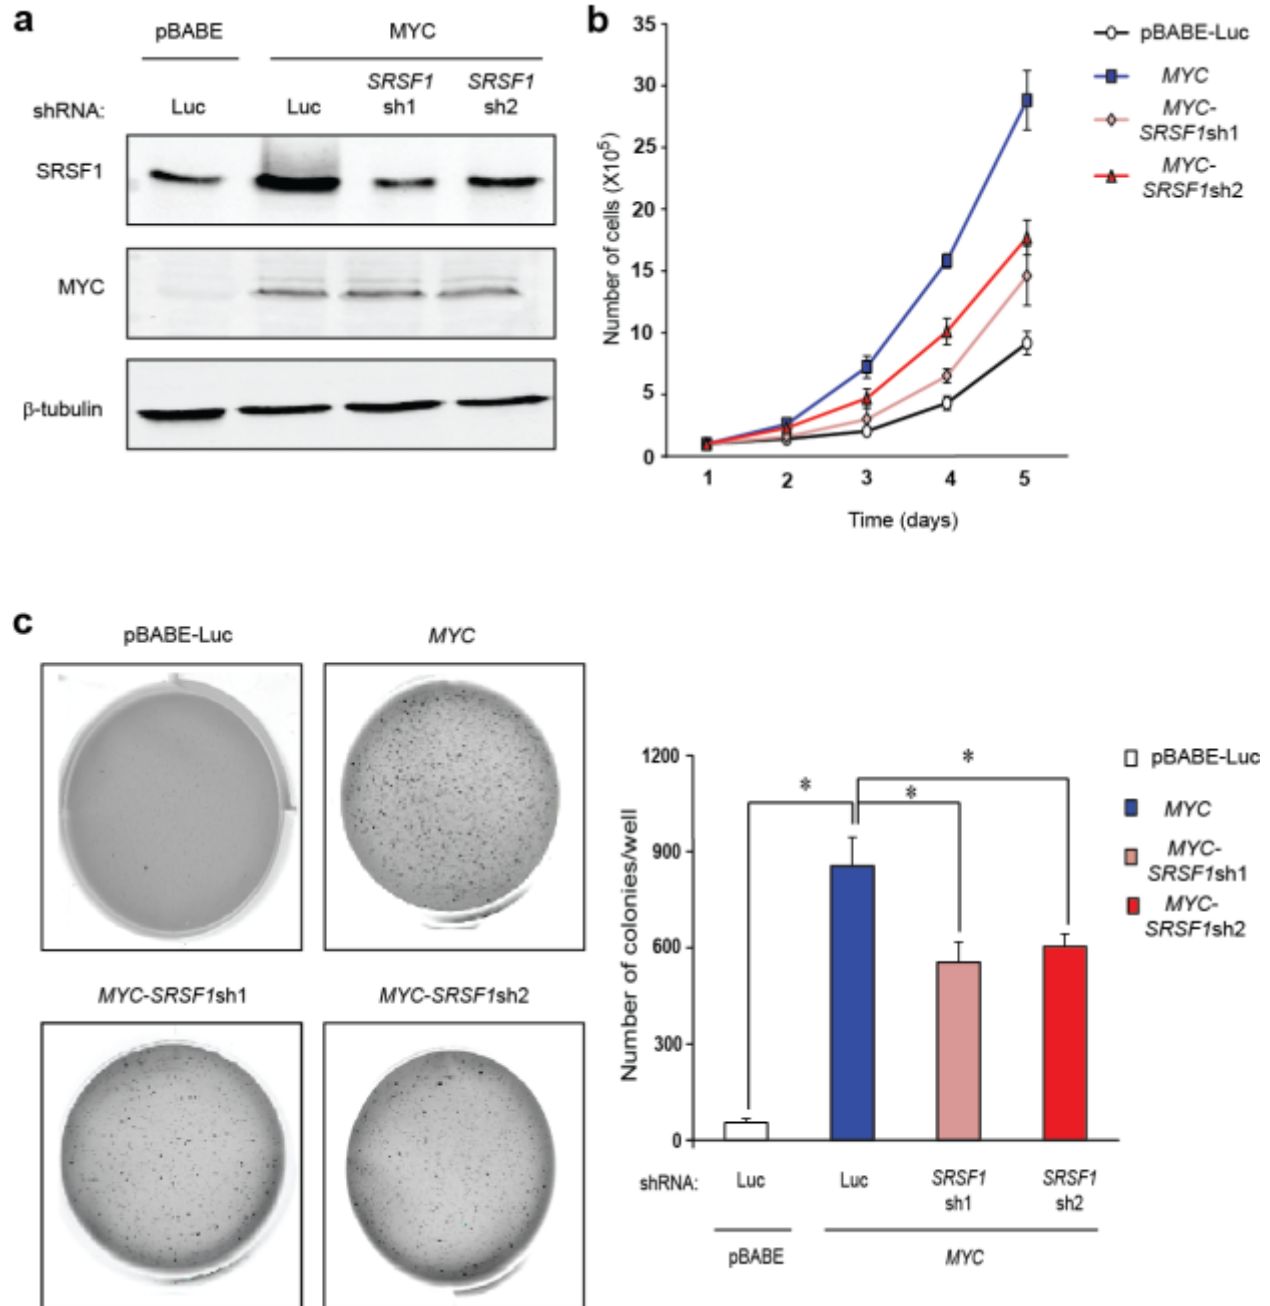 a
pBABE
MYC
shRNA:
Luc
Luc
SRSF1
sh1
SRSF1
sh2
SRSF1
MYC
β-tubulin
b
35
30
25
20
15
10
5
0
Number of cells (X10⁵)
1
2
3
4
5
Time (days)
pBABE-Luc
MYC
MYC-
SRSF1sh1
MYC-
SRSF1sh2
c
pBABE-Luc
MYC
MYC-SRSF1sh1
MYC-SRSF1sh2
1200
900
600
300
0
Number of colonies/well
*
*
*
pBABE-Luc
MYC
MYC-
SRSF1sh1
MYC-
SRSF1sh2
shRNA:
Luc
Luc
SRSF1
sh1
SRSF1
sh2
pBABE
MYC